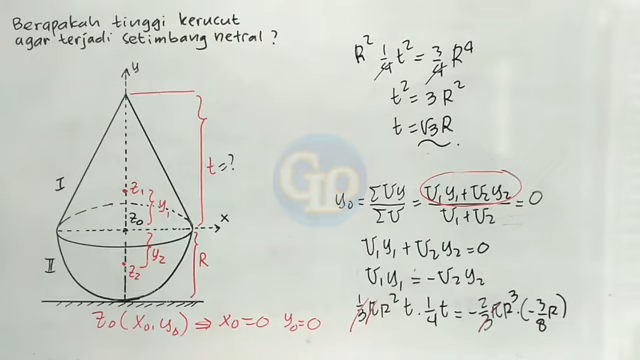 Berapakah tinggi kerucut
agar terjadi setimbang netral ?
y
I
t=?
z₁
y₁
z₀
x
II
y₂
z₂
R
z₀ (x₀, y₀) ⇒ x₀=0 y₀=0
R² ¼ t² = ¾ R⁴
t² = 3 R²
t = √3 R
y₀ = ΣVy / ΣV = V₁y₁ + V₂y₂ / V₁ + V₂ = 0
V₁y₁ + V₂y₂ = 0
V₁y₁ = -V₂y₂
⅓ πR² t · ¼ t = -⅔ πR³ · (-⅜ R)
GLO